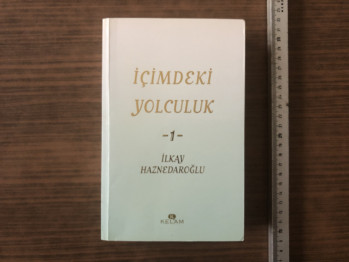 İÇİMDEKİ
YOLCULUK
-1-
İLKAY
HAZNEDAROĞLU
KELAM